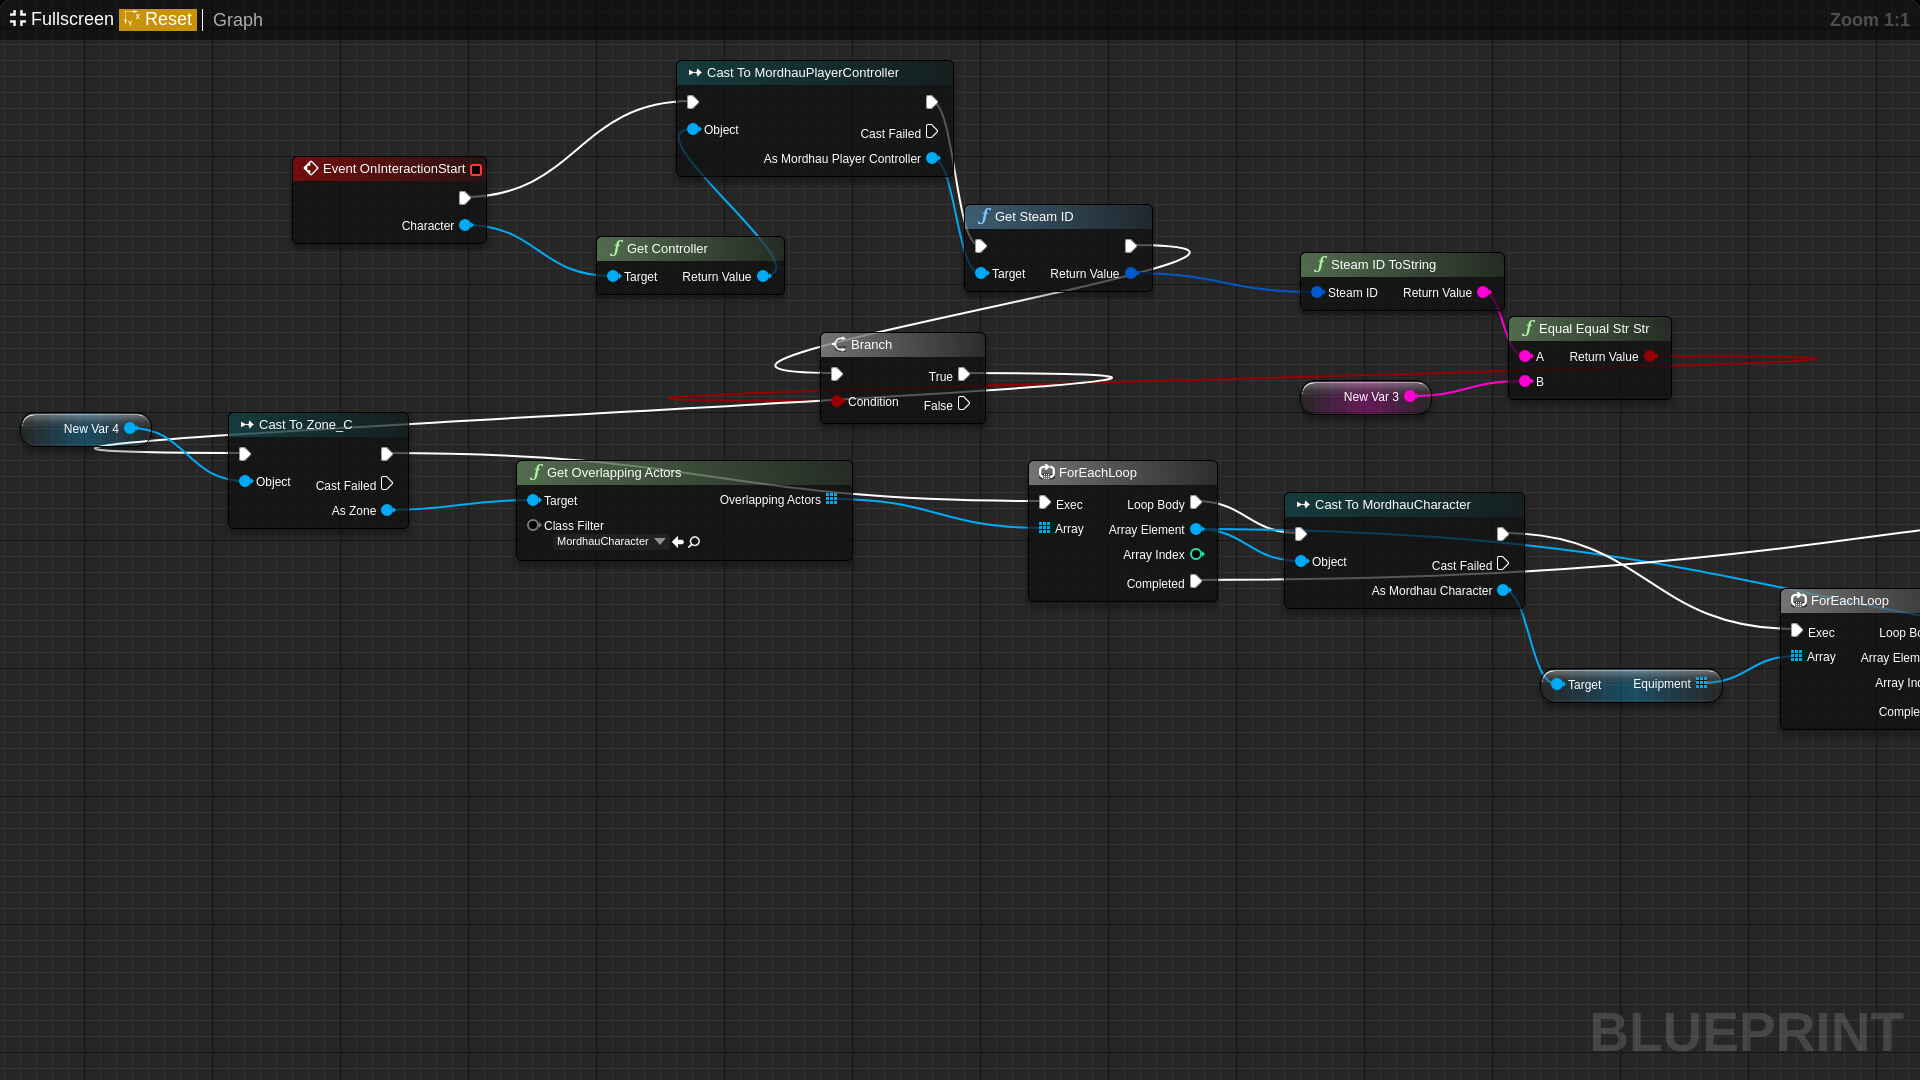 Fullscreen Reset Graph
Zoom 1:1
Cast To MordhauPlayerController
Object
Cast Failed
As Mordhau Player Controller
Event OnInteractionStart
Character
Get Controller
Target Return Value
Get Steam ID
Target Return Value
Steam ID ToString
Steam ID Return Value
Equal Equal Str Str
A Return Value
B
New Var 3
Branch
True
Condition
False
New Var 4
Cast To Zone_C
Object
Cast Failed
As Zone
Get Overlapping Actors
Target Overlapping Actors
Class Filter
MordhauCharacter
ForEachLoop
Exec Loop Body
Array Array Element
Array Index
Completed
Cast To MordhauCharacter
Object
Cast Failed
As Mordhau Character
Target Equipment
ForEachLoop
Exec Loop Bo
Array Array Elem
Array Ind
Comple
BLUEPRINT